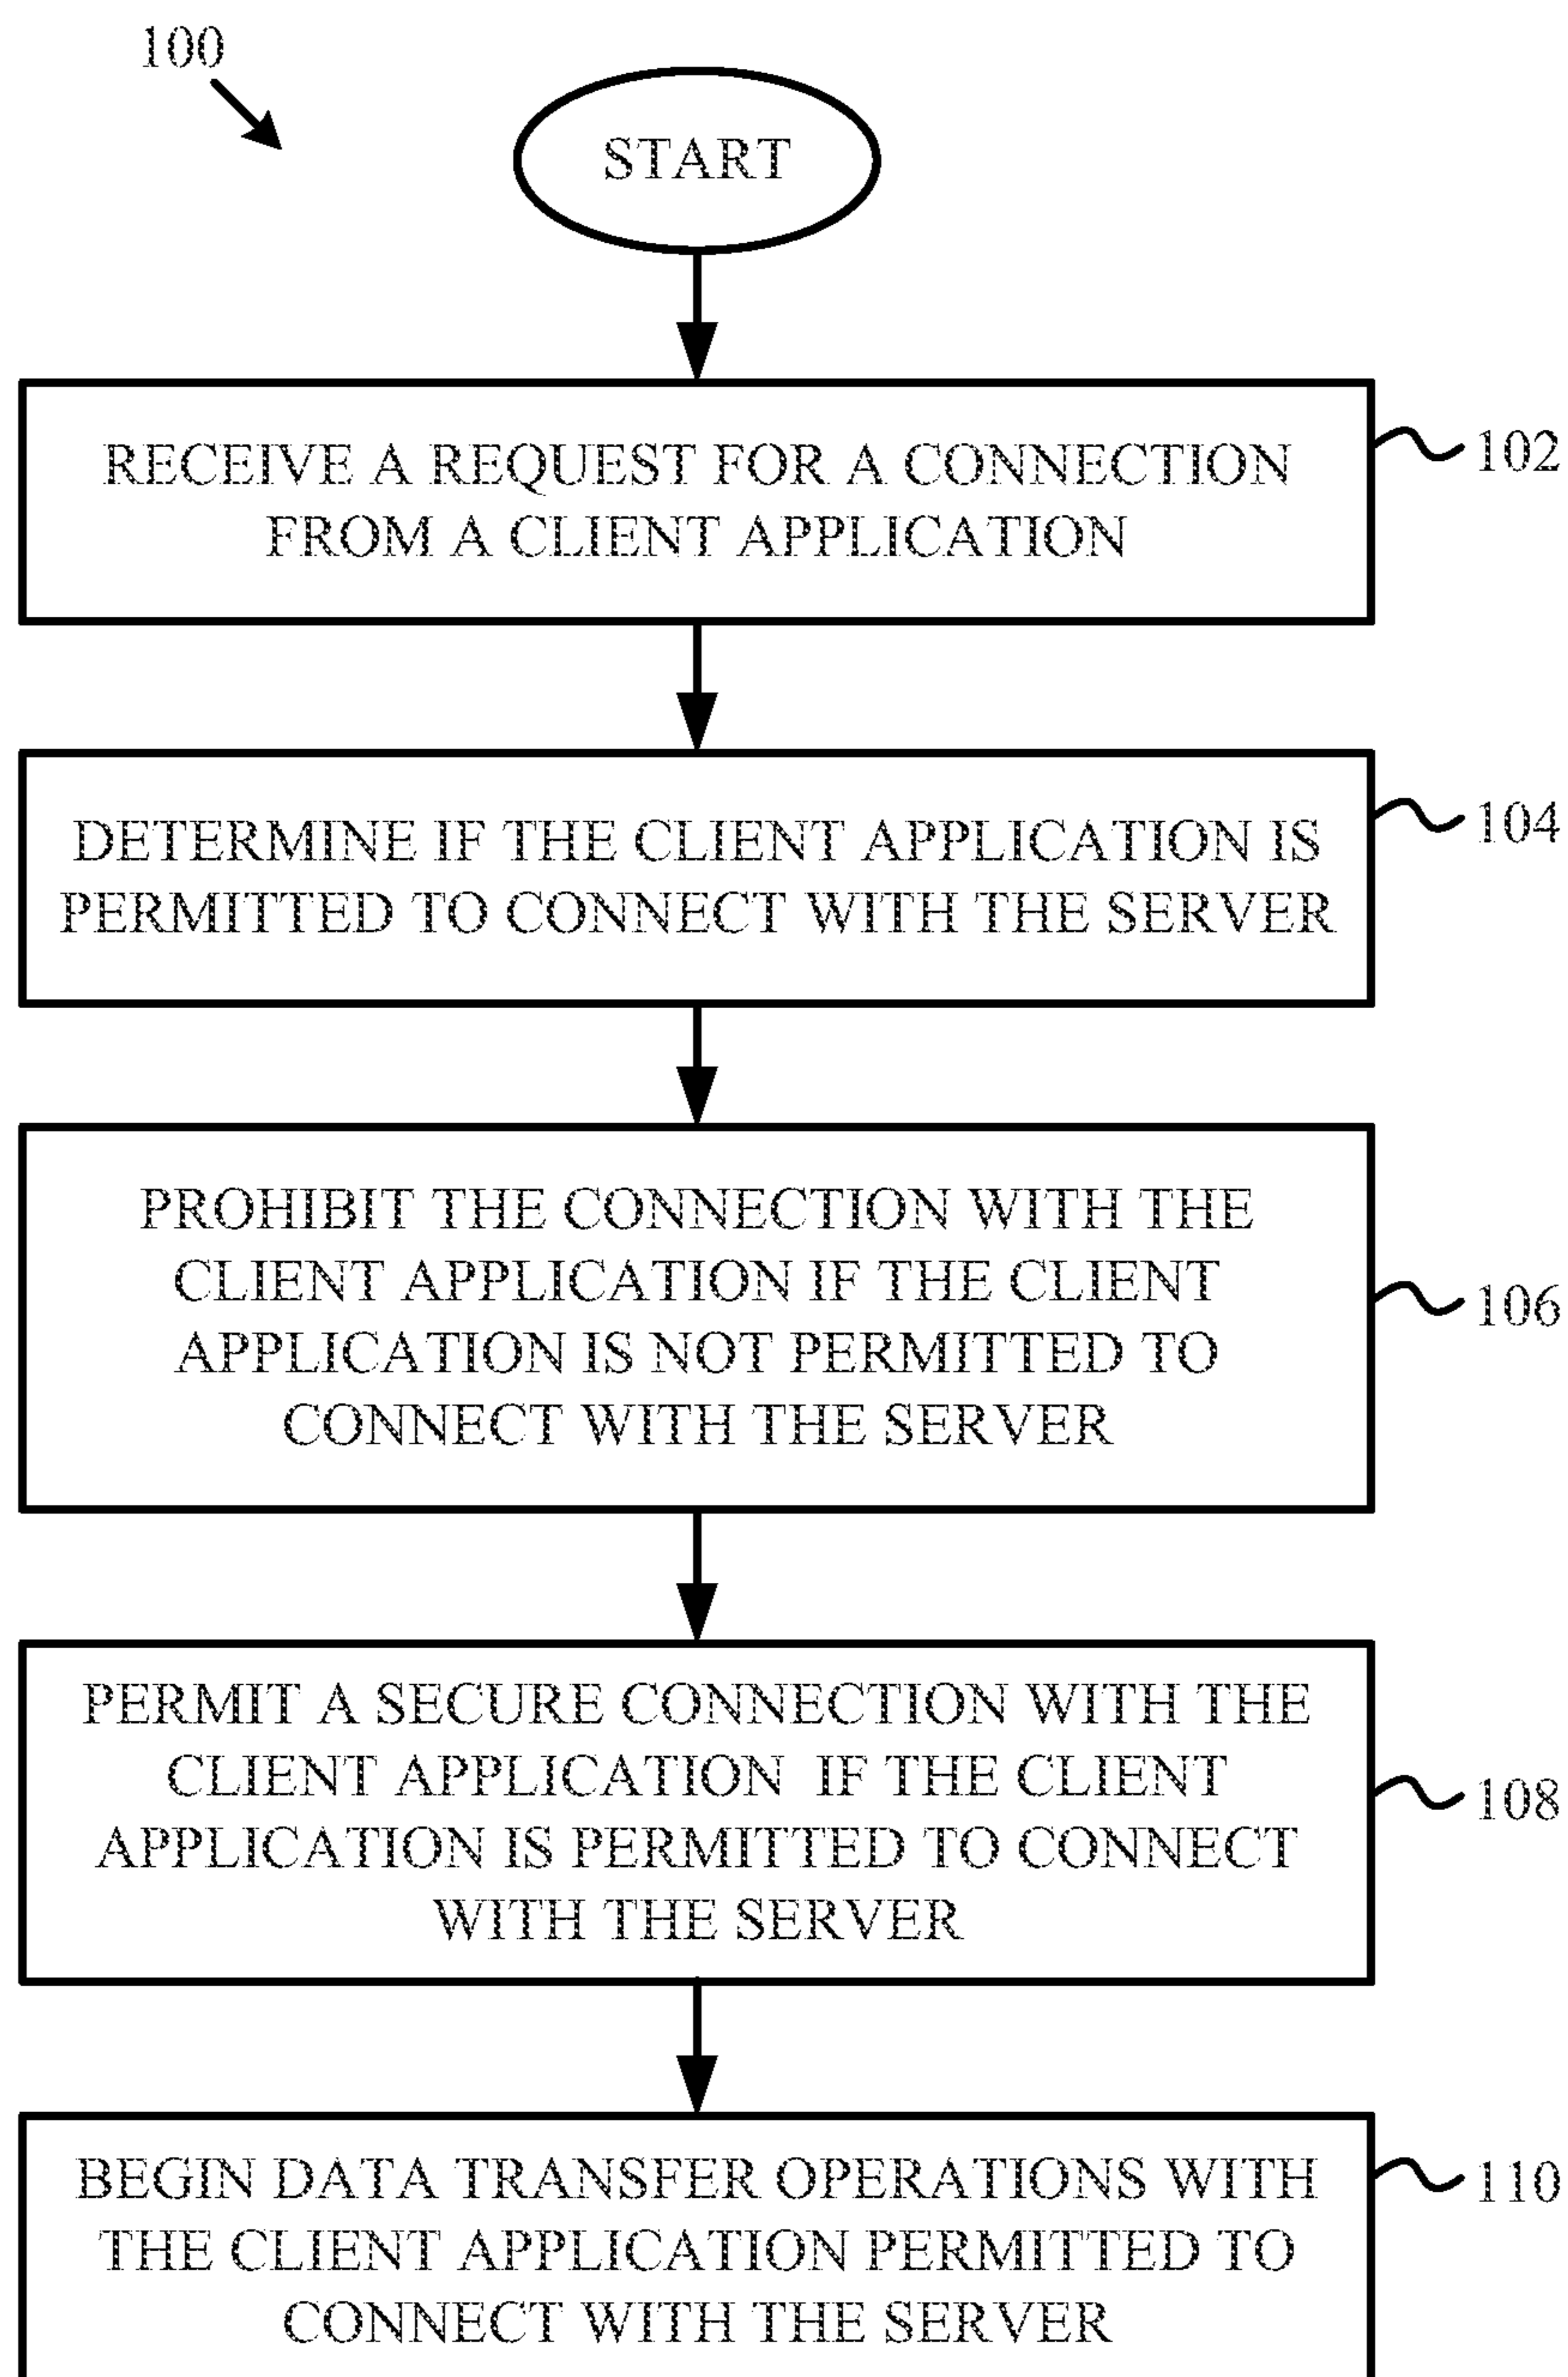 100
START
RECEIVE A REQUEST FOR A CONNECTION
FROM A CLIENT APPLICATION
102
DETERMINE IF THE CLIENT APPLICATION IS
PERMITTED TO CONNECT WITH THE SERVER
104
PROHIBIT THE CONNECTION WITH THE
CLIENT APPLICATION IF THE CLIENT
APPLICATION IS NOT PERMITTED TO
CONNECT WITH THE SERVER
106
PERMIT A SECURE CONNECTION WITH THE
CLIENT APPLICATION IF THE CLIENT
APPLICATION IS PERMITTED TO CONNECT
WITH THE SERVER
108
BEGIN DATA TRANSFER OPERATIONS WITH
THE CLIENT APPLICATION PERMITTED TO
CONNECT WITH THE SERVER
110